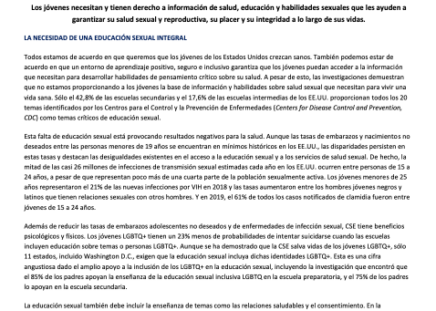 Los jóvenes necesitan y tienen derecho a información de salud, educación y habilidades sexuales que les ayuden a
garantizar su salud sexual y reproductiva, su placer y su integridad a lo largo de sus vidas.
LA NECESIDAD DE UNA EDUCACIÓN SEXUAL INTEGRAL
Todos estamos de acuerdo en que queremos que los jóvenes de los Estados Unidos crezcan sanos. También podemos estar de
acuerdo en que un entorno de aprendizaje positivo, seguro e inclusivo garantiza que los jóvenes puedan acceder a la información
que necesitan para desarrollar habilidades de pensamiento crítico sobre su salud. A pesar de esto, las investigaciones demuestran
que no estamos proporcionando a los jóvenes la base de información y habilidades sobre salud sexual que necesitan para vivir una
vida sana. Sólo el 42,8% de las escuelas secundarias y el 17,6% de las escuelas intermedias de los EE.UU. proporcionan todos los 20
temas identificados por los Centros para el Control y la Prevención de Enfermedades (Centers for Disease Control and Prevention,
CDC) como temas críticos de educación sexual.
Esta falta de educación sexual está provocando resultados negativos para la salud. Aunque las tasas de embarazos y nacimientos no
deseados entre las personas menores de 19 años se encuentran en mínimos históricos en los EE.UU., las disparidades persisten en
estas tasas y destacan las desigualdades existentes en el acceso a la educación sexual y a los servicios de salud sexual. De hecho, la
mitad de las casi 26 millones de infecciones de transmisión sexual estimadas cada año en los EE.UU. ocurren entre personas de 15 a
24 años, a pesar de que representan poco más de una cuarta parte de la población sexualmente activa. Los jóvenes menores de 25
años representaron el 21% de las nuevas infecciones por VIH en 2018 y las tasas aumentaron entre los hombres jóvenes negros y
latinos que tienen relaciones sexuales con otros hombres. Y en 2019, el 61% de todos los casos notificados de clamidia fueron entre
jóvenes de 15 a 24 años.
Además de reducir las tasas de embarazos adolescentes no deseados y de enfermedades de infección sexual, CSE tiene beneficios
psicológicos y físicos. Los jóvenes LGBTQ+ tienen un 23% menos de probabilidades de intentar suicidarse cuando las escuelas
incluyen educación sobre temas o personas LGBTQ+. Aunque se ha demostrado que la CSE salva vidas de los jóvenes LGBTQ+, sólo
11 estados, incluido Washington D.C., exigen que la educación sexual incluya dichas identidades LGBTQ+. Esta es una cifra
angustiosa dado el amplio apoyo a la inclusión de los LGBTQ+ en la educación sexual, incluyendo la investigación que encontró que
el 85% de los padres apoyan la enseñanza de la educación sexual inclusiva LGBTQ en la escuela preparatoria, y el 75% de los padres
lo apoyan en la escuela secundaria.
La educación sexual también debe incluir la enseñanza de temas como las relaciones saludables y el consentimiento. En la